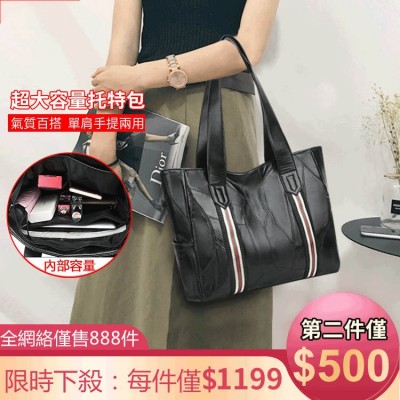 超大容量托特包
氣質百搭 單肩手提兩用
Dior
內部容量
全網絡僅售888件
第二件僅
$500
限時下殺：每件僅$1199